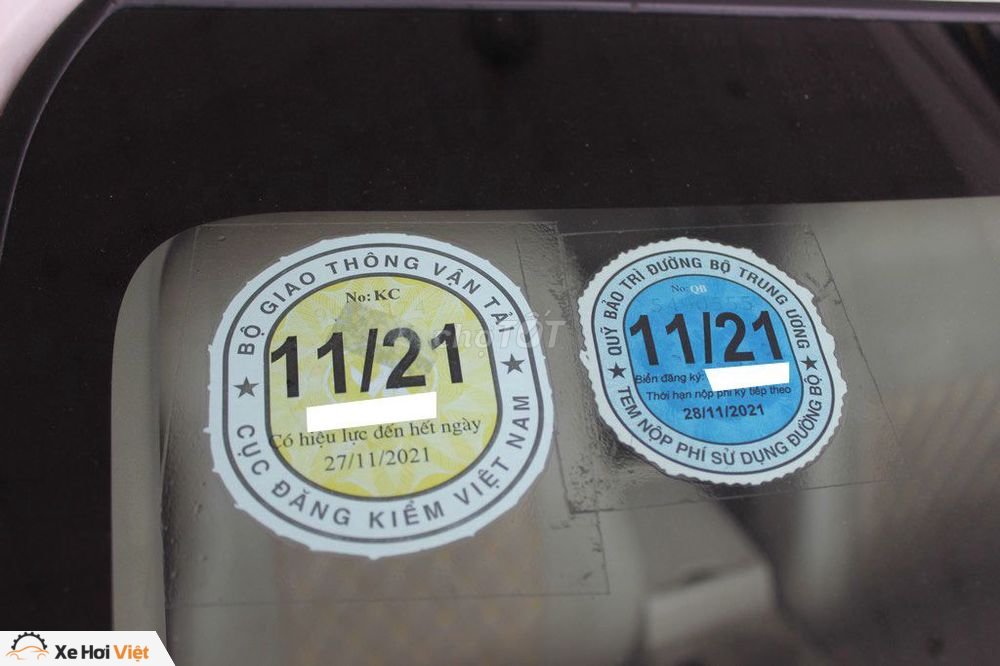 ★ BỘ GIAO THÔNG VẬN TẢI ★
No: KC
11/21
Có hiệu lực đến hết ngày
27/11/2021
CỤC ĐĂNG KIỂM VIỆT NAM
★ QUỸ BẢO TRÌ ĐƯỜNG BỘ TRUNG ƯƠNG ★
No QB
11/21
Biển đăng ký:
Thời hạn nộp phí kỳ tiếp theo
28/11/2021
TEM NỘP PHÍ SỬ DỤNG ĐƯỜNG BỘ
chợTỐT
Xe Hơi Việt